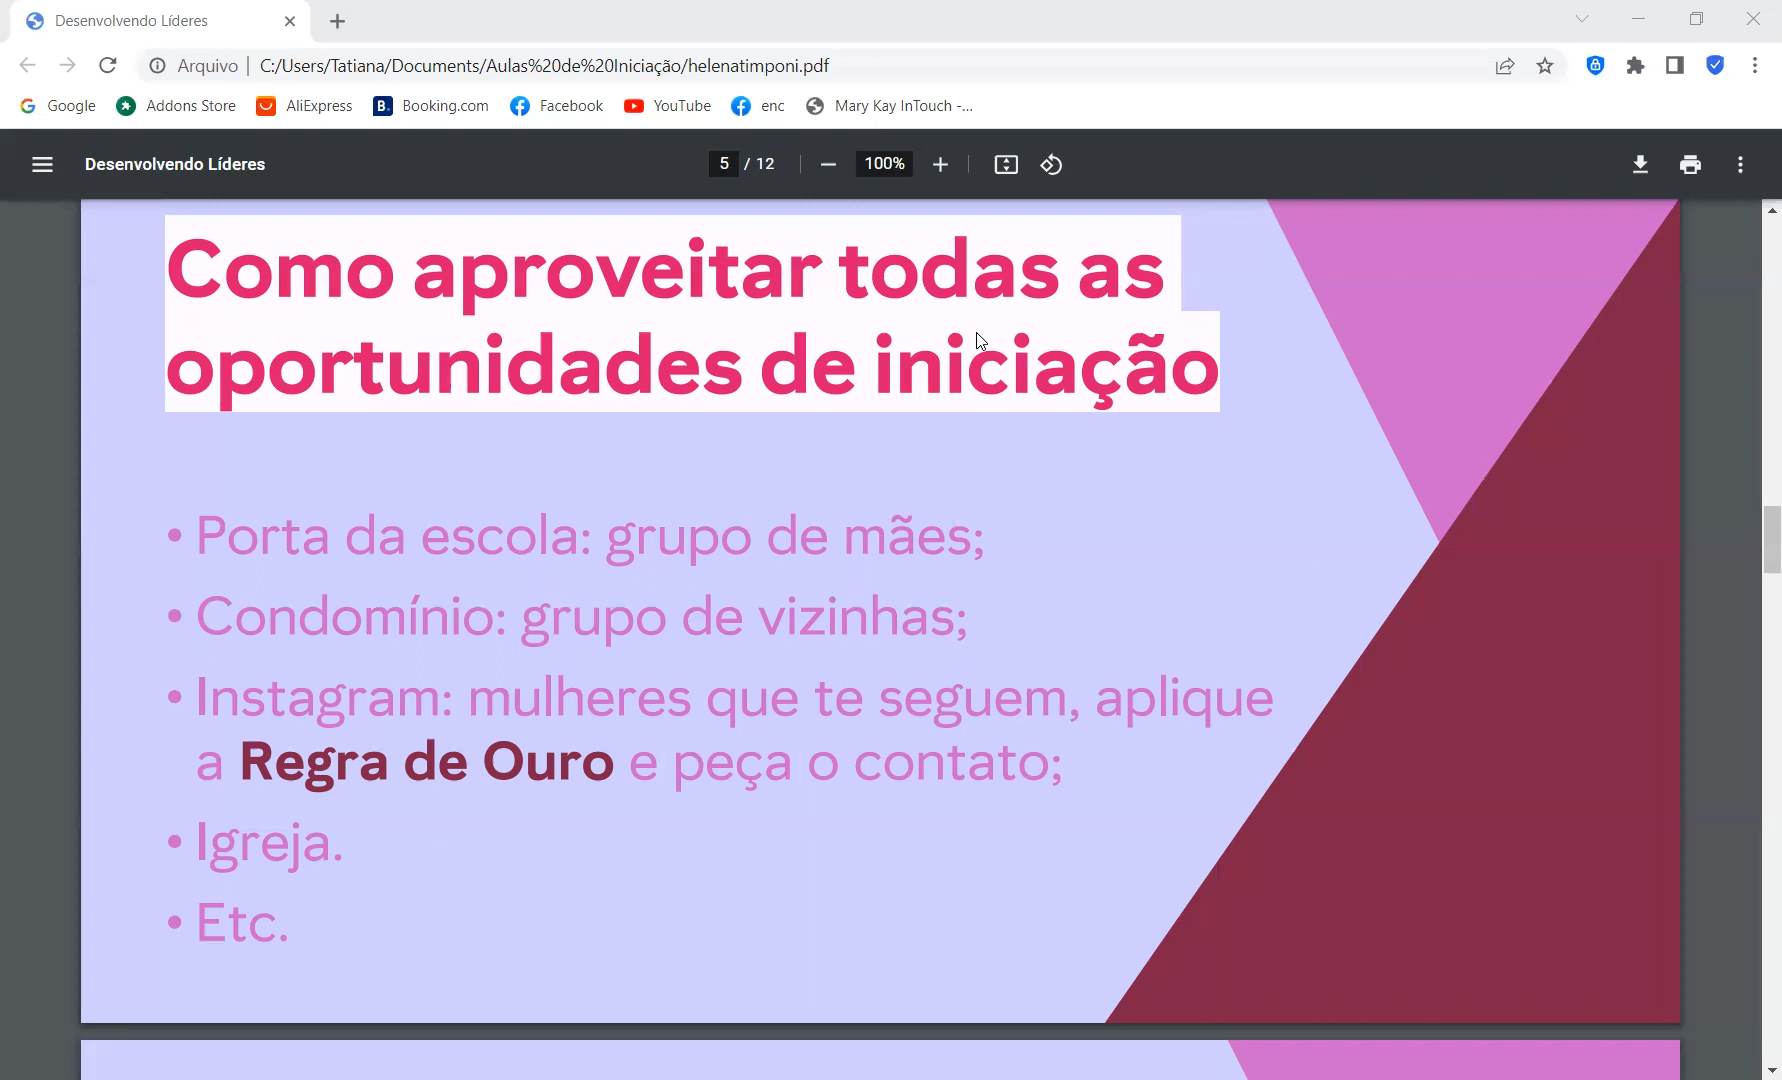 Desenvolvendo Líderes
Arquivo C:/Users/Tatiana/Documents/Aulas%20de%20Iniciação/helenatimponi.pdf
Google Addons Store AliExpress B. Booking.com Facebook YouTube enc Mary Kay InTouch -...
Desenvolvendo Líderes 5 / 12 100%
Como aproveitar todas as
oportunidades de iniciação
• Porta da escola: grupo de mães;
• Condomínio: grupo de vizinhas;
• Instagram: mulheres que te seguem, aplique
a Regra de Ouro e peça o contato;
• Igreja.
• Etc.